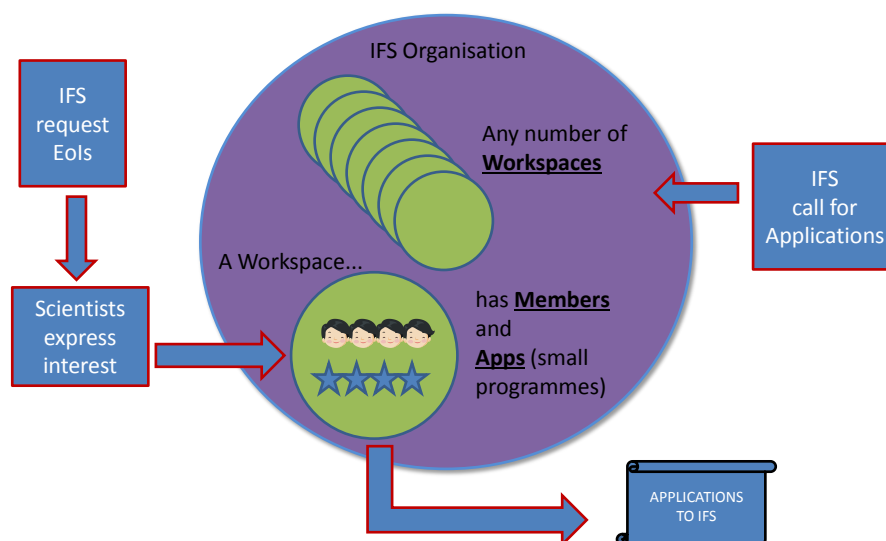 IFS Organisation
IFS
request
EoIs
Any number of
Workspaces
IFS
call for
Applications
A Workspace...
Scientists
express
interest
has Members
and
Apps (small
programmes)
APPLICATIONS
TO IFS